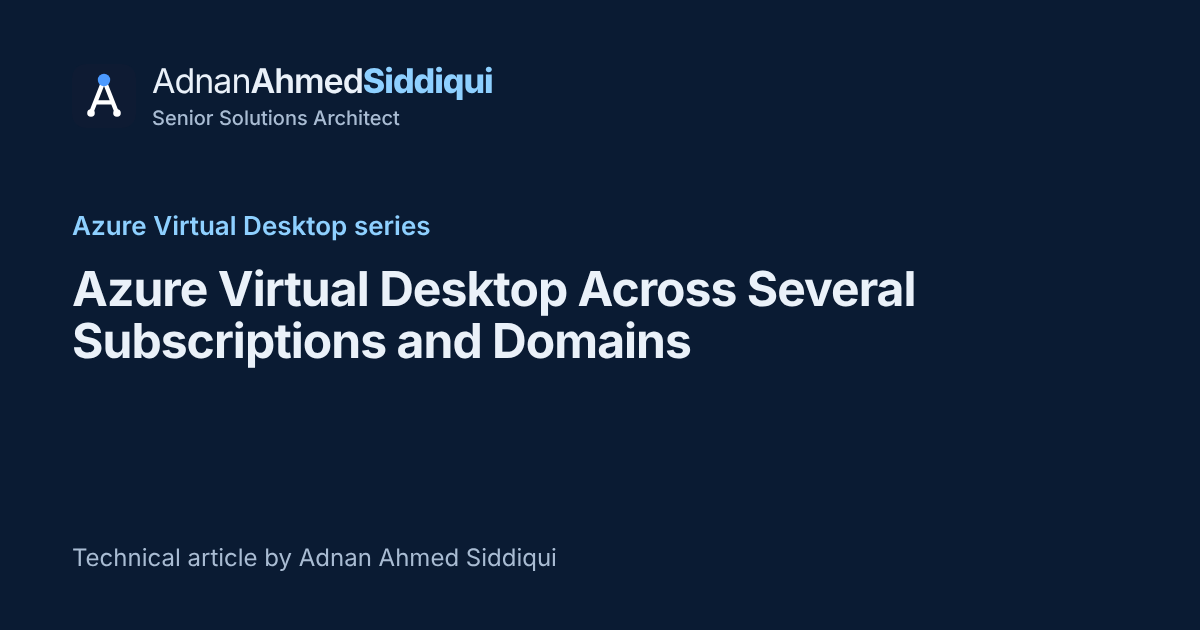 AdnanAhmedSiddiqui
Senior Solutions Architect
Azure Virtual Desktop series
Azure Virtual Desktop Across Several
Subscriptions and Domains
Technical article by Adnan Ahmed Siddiqui